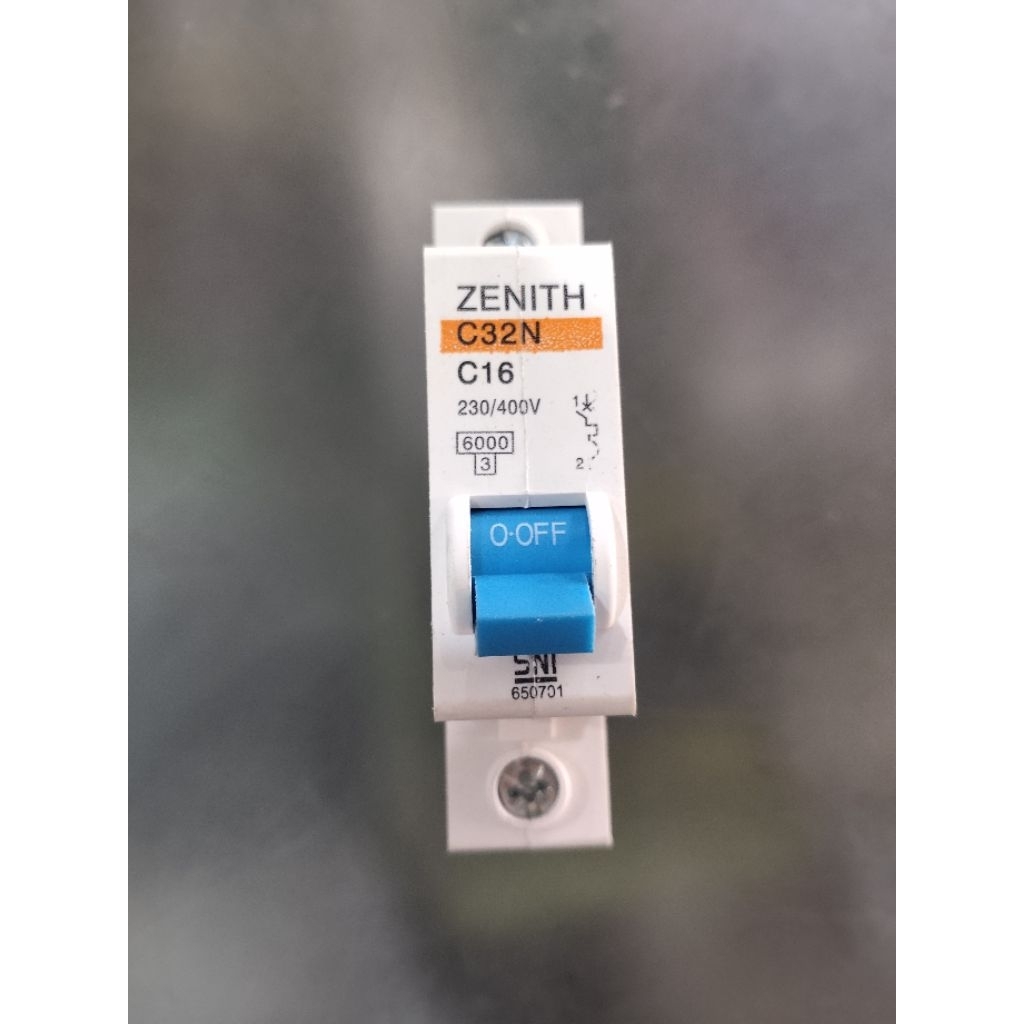 ZENITH
C32N
C16
230/400V
1
6000
3
2
O·OFF
SNI
650701